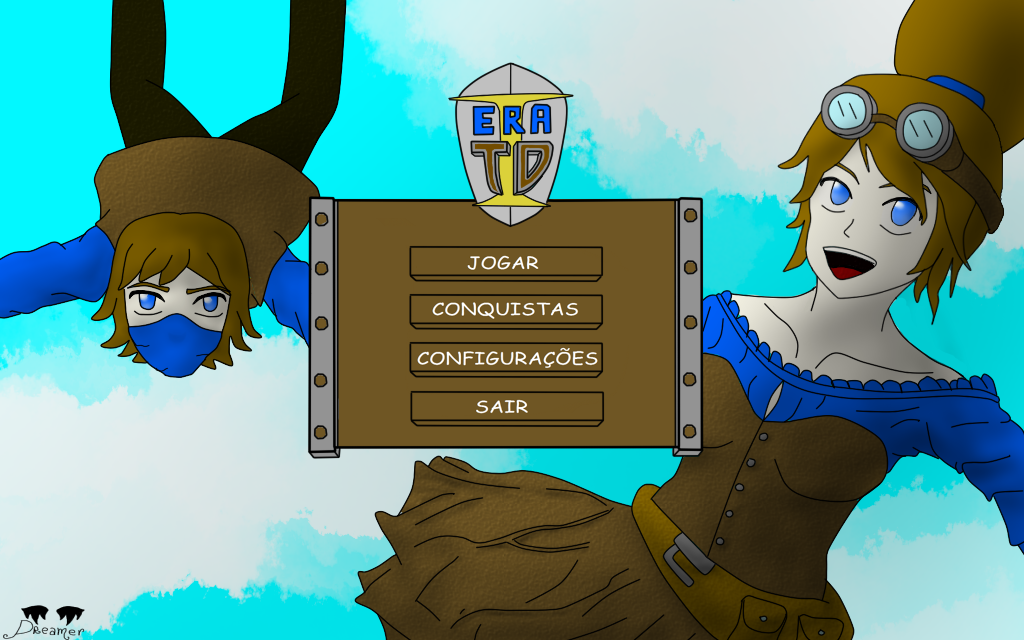 ERA
TD
JOGAR
CONQUISTAS
CONFIGURAÇÕES
SAIR
Dreamer